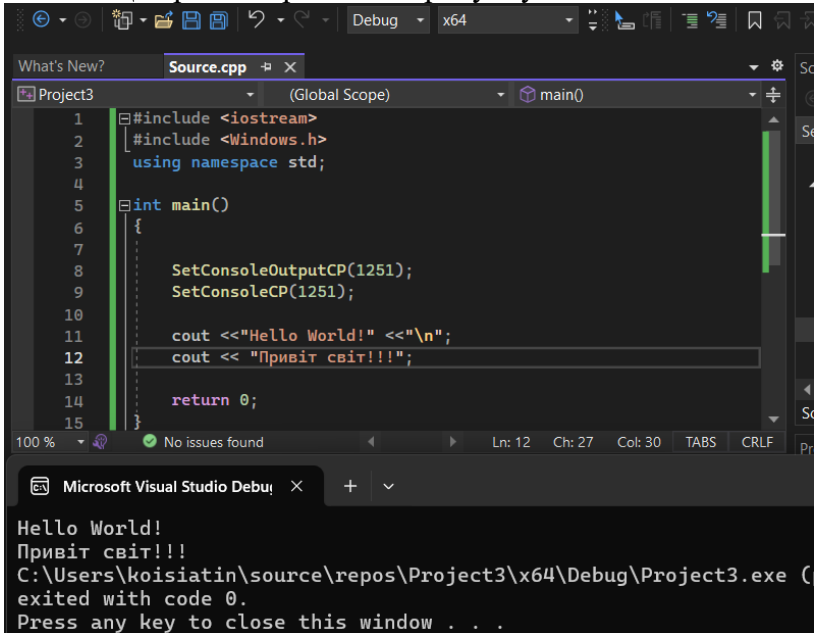 Debug x64
What's New? Source.cpp
Project3 (Global Scope) main()
1 #include <iostream>
2 #include <Windows.h>
3 using namespace std;
4
5 int main()
6 {
7
8 SetConsoleOutputCP(1251);
9 SetConsoleCP(1251);
10
11 cout <<"Hello World!" <<"\n";
12 cout << "Привіт світ!!!";
13
14 return 0;
15 }
100 % No issues found Ln: 12 Ch: 27 Col: 30 TABS CRLF
Microsoft Visual Studio Debug
Hello World!
Привіт світ!!!
C:\Users\koisiatin\source\repos\Project3\x64\Debug\Project3.exe (
exited with code 0.
Press any key to close this window . . .